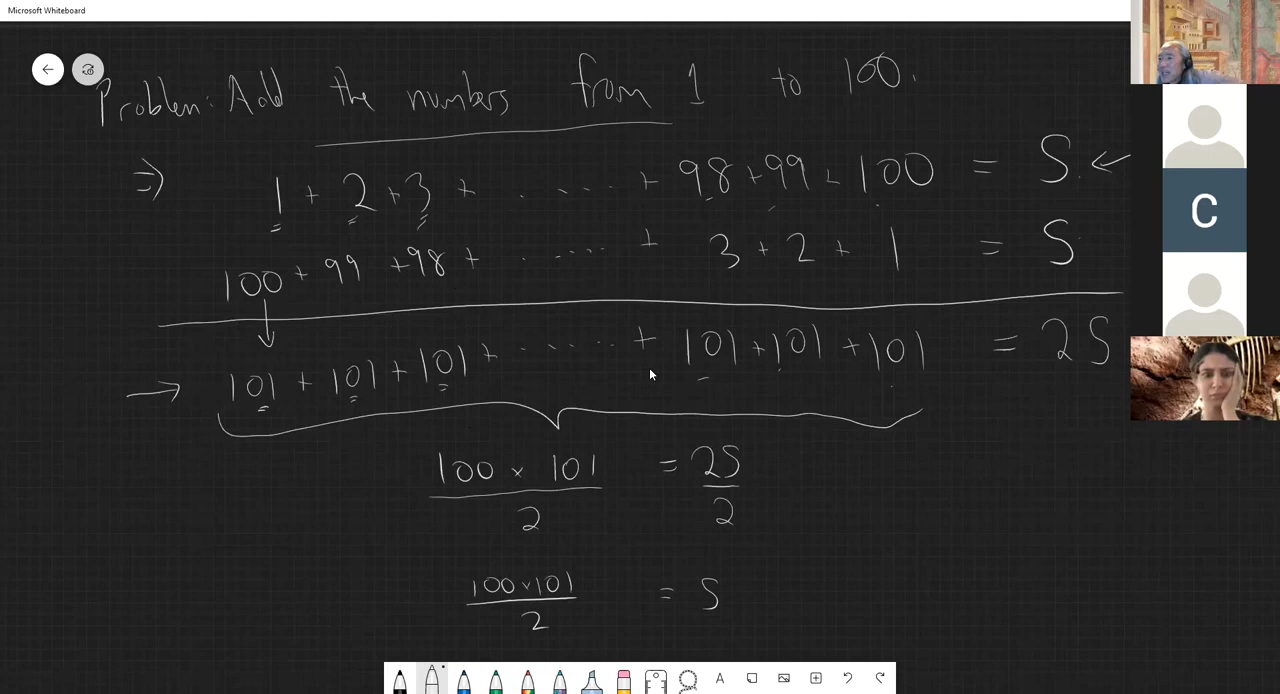 Microsoft Whiteboard
Problem: Add the numbers from 1 to 100.
⇒ 1 + 2 + 3 + ...... + 98 + 99 + 100 = S ←
100 + 99 + 98 + ...... + 3 + 2 + 1 = S
→ 101 + 101 + 101 + ...... + 101 + 101 + 101 = 2S
100 × 101 = 2S
2 2
100 × 101 = S
2
C
A